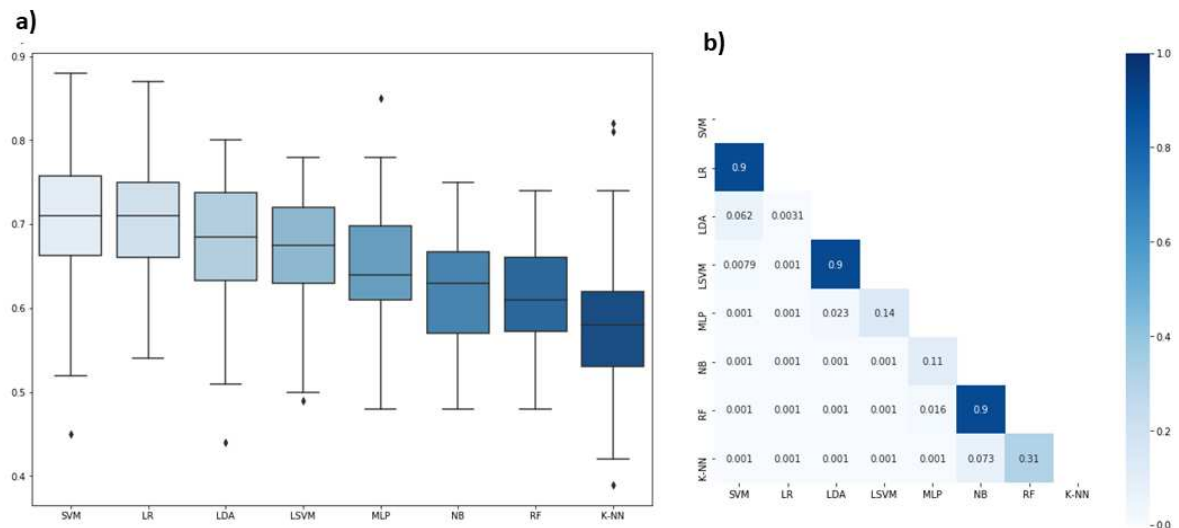 a)
0.9
0.8
0.7
0.6
0.5
0.4
SVM LR LDA LSVM MLP NB RF K-NN
b)
SVM
LR 0.9
LDA 0.062 0.0031
LSVM 0.0079 0.001 0.9
MLP 0.001 0.001 0.023 0.14
NB 0.001 0.001 0.001 0.001 0.11
RF 0.001 0.001 0.001 0.001 0.016 0.9
K-NN 0.001 0.001 0.001 0.001 0.001 0.073 0.31
SVM LR LDA LSVM MLP NB RF K-NN
1.0
0.8
0.6
0.4
0.2
0.0